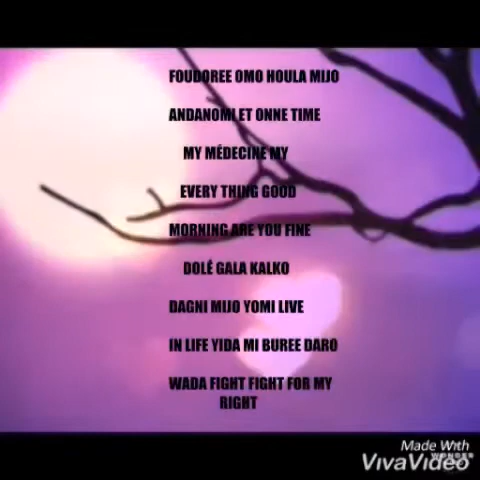 FOUDOREE OMO HOULA MIJO
ANDANOMI ET ONNE TIME
MY MÉDECINE MY
EVERY THING GOOD
MORNING ARE YOU FINE
DOLÉ GALA KALKO
DAGNI MIJO YOMI LIVE
IN LIFE YIDA MI BUREE DARO
WADA FIGHT FIGHT FOR MY
RIGHT
Made With
VivaVideo